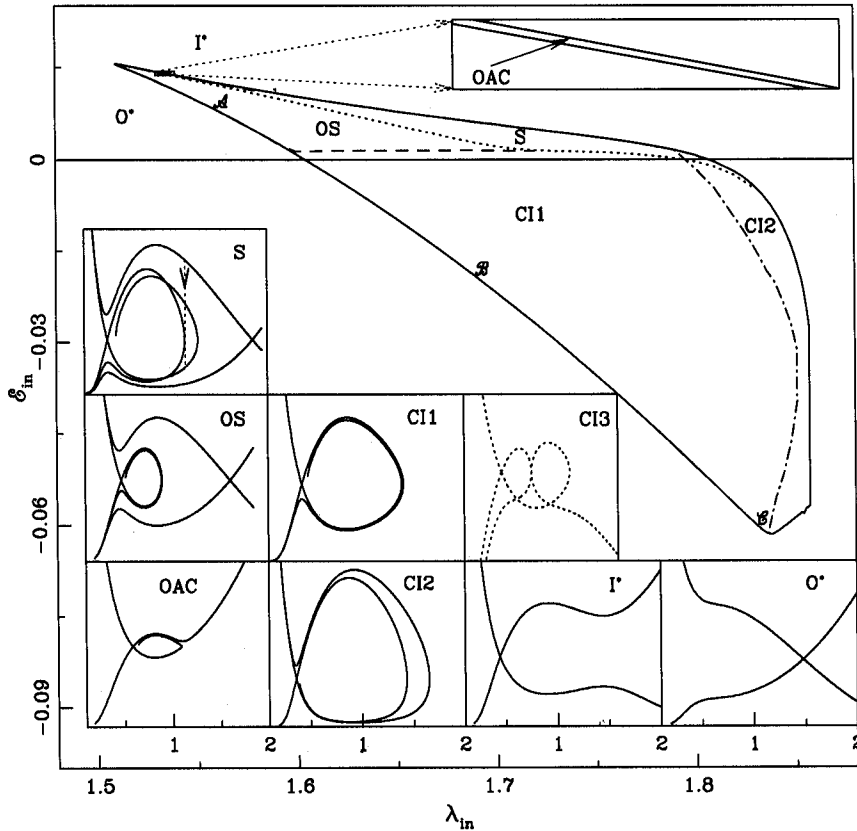 I*
OAC
O*
𝒜
OS
S
0
CI1
CI2
ℬ
S
ℰin
−0.03
OS
CI1
CI3
−0.06
𝒞
OAC
CI2
I*
O*
−0.09
1
2
1
2
1
2
1
2
1.5
1.6
1.7
1.8
λin